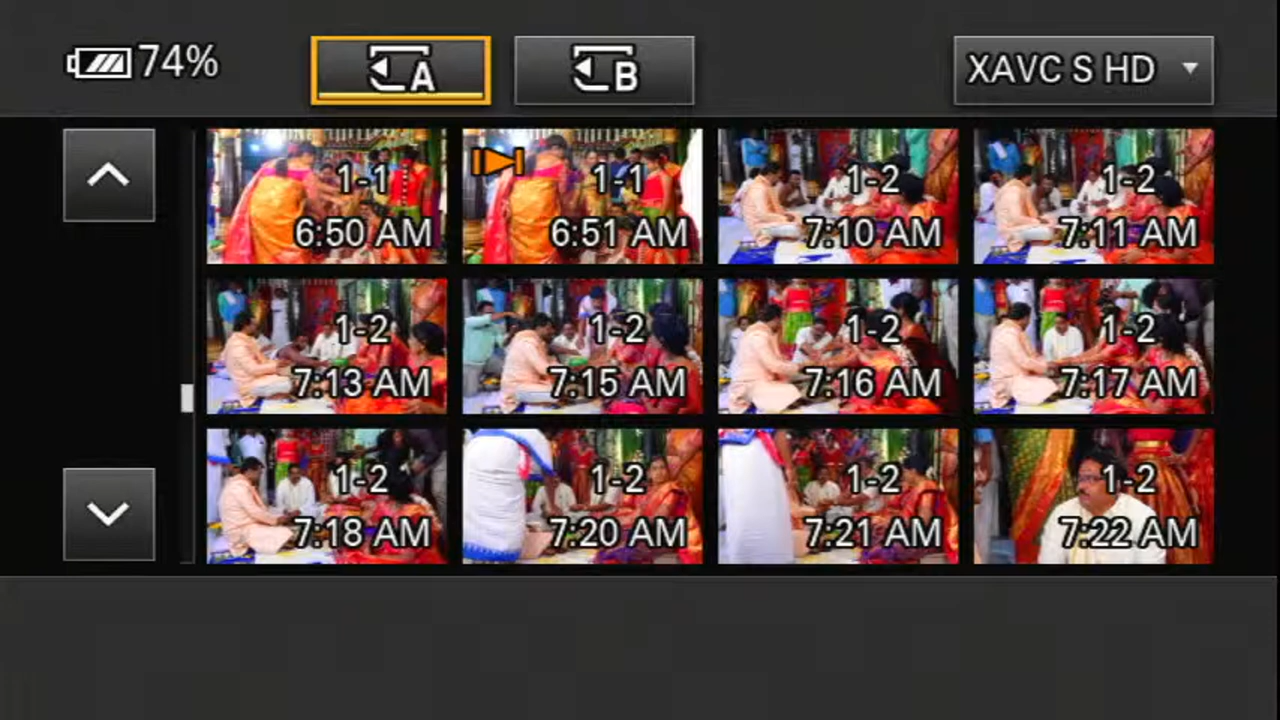 74%
A
B
XAVC S HD
1-1
6:50 AM
1-1
6:51 AM
1-2
7:10 AM
1-2
7:11 AM
1-2
7:13 AM
1-2
7:15 AM
1-2
7:16 AM
1-2
7:17 AM
1-2
7:18 AM
1-2
7:20 AM
1-2
7:21 AM
1-2
7:22 AM